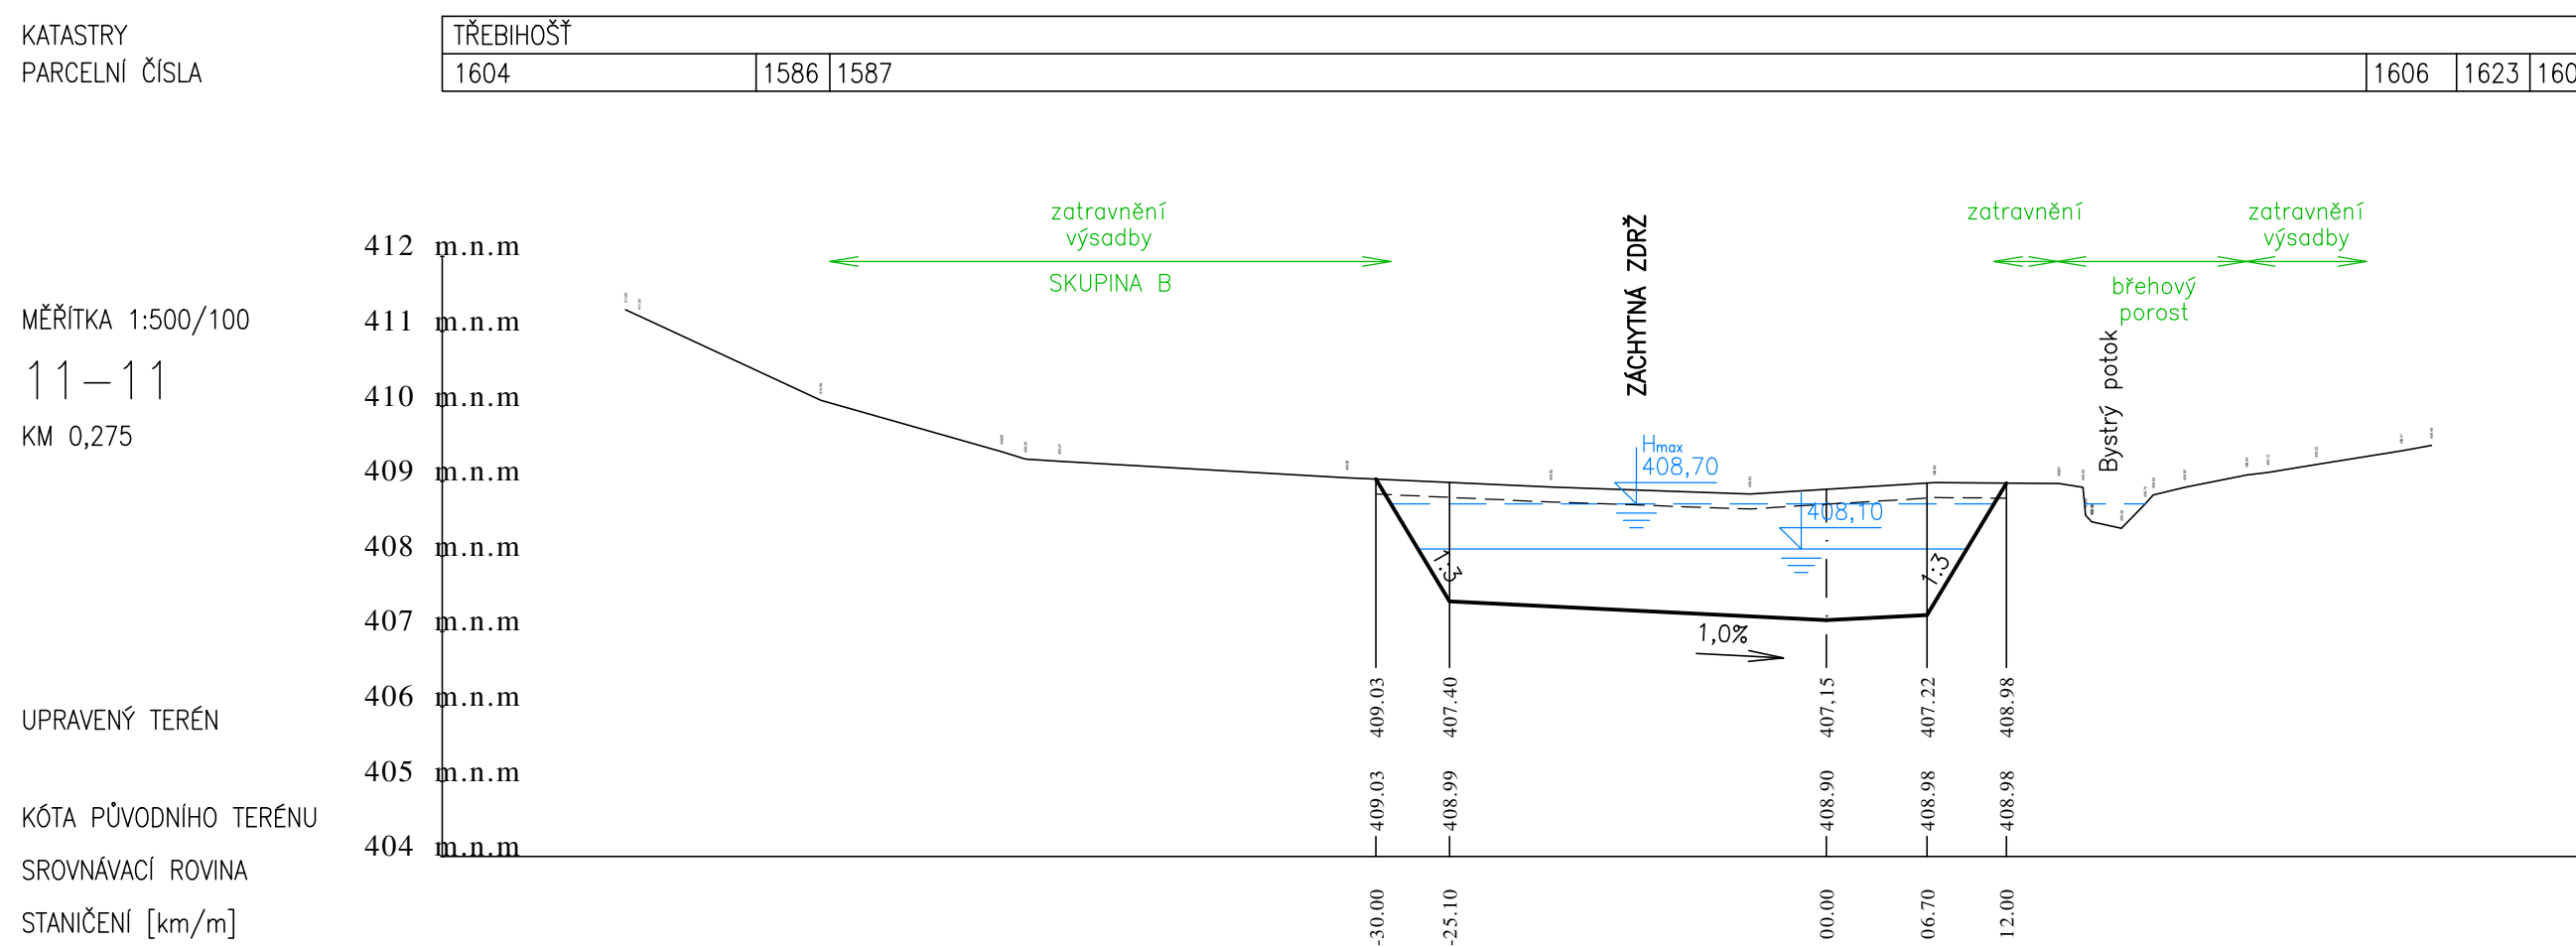 KATASTRY
TŘEBIHOŠŤ
PARCELNÍ ČÍSLA
1604
1586
1587
1606
1623
160
zatravnění
výsadby
SKUPINA B
ZÁCHYTNÁ ZDRŽ
zatravnění
břehový
porost
zatravnění
výsadby
Bystrý potok
412 m.n.m
MĚŘÍTKA 1:500/100
411 m.n.m
11-11
410 m.n.m
KM 0,275
409 m.n.m
408 m.n.m
407 m.n.m
406 m.n.m
405 m.n.m
404 m.n.m
Hmax
408,70
408,10
1:3
1:3
1,0%
UPRAVENÝ TERÉN
409.03
407.40
407,15
407.22
408.98
KÓTA PŮVODNÍHO TERÉNU
409.03
408.99
408.90
408.98
408.98
SROVNÁVACÍ ROVINA
STANIČENÍ [km/m]
-30.00
-25.10
00.00
06.70
12.00